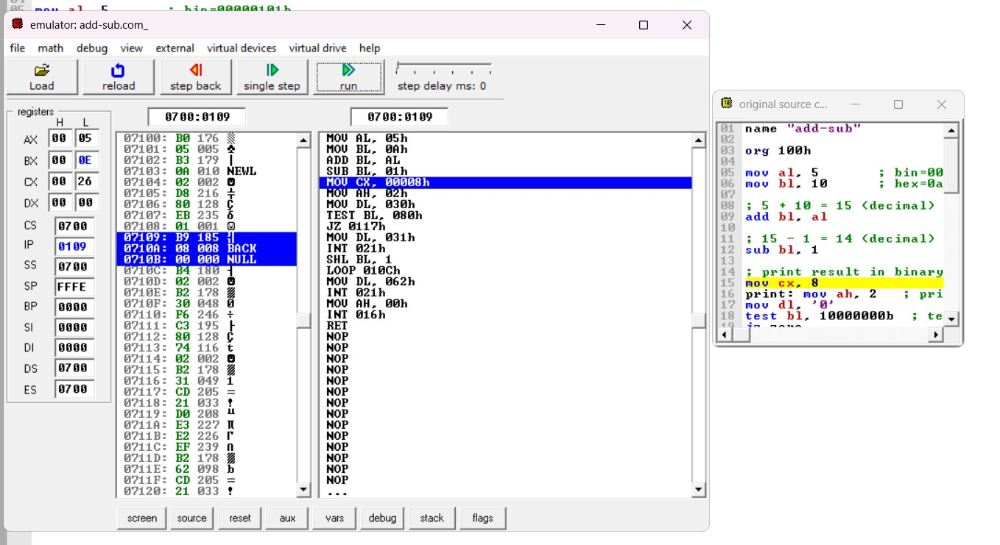 05 mov al, 5 ; bin=00000101b
emulator: add-sub.com_
file math debug view external virtual devices virtual drive help
Load reload step back single step run step delay ms: 0
registers
H L
AX 00 05
BX 00 0E
CX 00 26
DX 00 00
CS 0700
IP 0109
SS 0700
SP FFFE
BP 0000
SI 0000
DI 0000
DS 0700
ES 0700
0700:0109
07100: B0 176 ▒
07101: 05 005 ♣
07102: B3 179 │
07103: 0A 010 NEWL
07104: 02 002 ☻
07105: D8 216 ╪
07106: 80 128 Ç
07107: EB 235 δ
07108: 01 001 ☺
07109: B9 185 ╣
0710A: 08 008 BACK
0710B: 00 000 NULL
0710C: B4 180 ┤
0710D: 02 002 ☻
0710E: B2 178 ▓
0710F: 30 048 0
07110: F6 246 ÷
07111: C3 195 ├
07112: 80 128 Ç
07113: 74 116 t
07114: 02 002 ☻
07115: B2 178 ▓
07116: 31 049 1
07117: CD 205 =
07118: 21 033 !
07119: D0 208 ╨
0711A: E3 227 π
0711B: E2 226 Γ
0711C: EF 239 ∩
0711D: B2 178 ▓
0711E: 62 098 b
0711F: CD 205 =
07120: 21 033 !
0700:0109
MOV AL, 05h
MOV BL, 0Ah
ADD BL, AL
SUB BL, 01h
MOV CX, 00008h
MOV AH, 02h
MOV DL, 030h
TEST BL, 080h
JZ 0117h
MOV DL, 031h
INT 021h
SHL BL, 1
LOOP 010Ch
MOV DL, 062h
INT 021h
MOV AH, 00h
INT 016h
RET
NOP
NOP
NOP
NOP
NOP
NOP
NOP
NOP
NOP
NOP
NOP
NOP
NOP
NOP
...
screen source reset aux vars debug stack flags
original source c...
01 name "add-sub"
02
03 org 100h
04
05 mov al, 5 ; bin=00
06 mov bl, 10 ; hex=0a
07
08 ; 5 + 10 = 15 (decimal)
09 add bl, al
10
11 ; 15 - 1 = 14 (decimal)
12 sub bl, 1
13
14 ; print result in binary
15 mov cx, 8
16 print: mov ah, 2 ; pri
17 mov dl, '0'
18 test bl, 10000000b ; te
19 jz zero